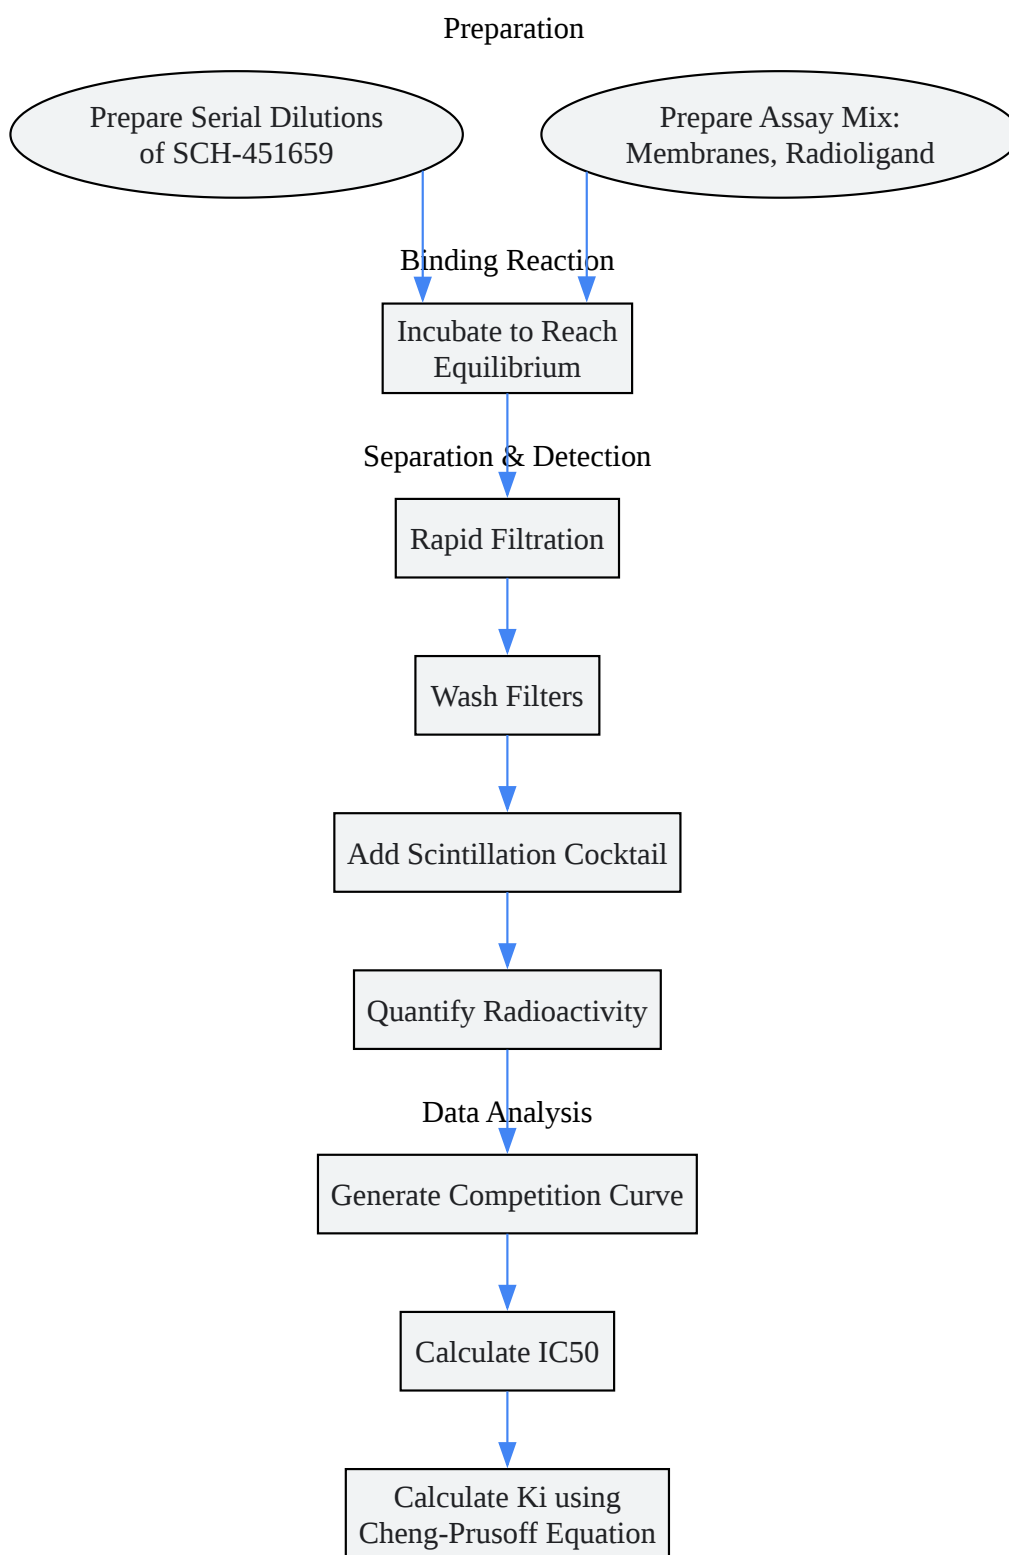 Preparation
Prepare Serial Dilutions
of SCH-451659
Prepare Assay Mix:
Membranes, Radioligand
Binding Reaction
Incubate to Reach
Equilibrium
Separation & Detection
Rapid Filtration
Wash Filters
Add Scintillation Cocktail
Quantify Radioactivity
Data Analysis
Generate Competition Curve
Calculate IC50
Calculate Ki using
Cheng-Prusoff Equation